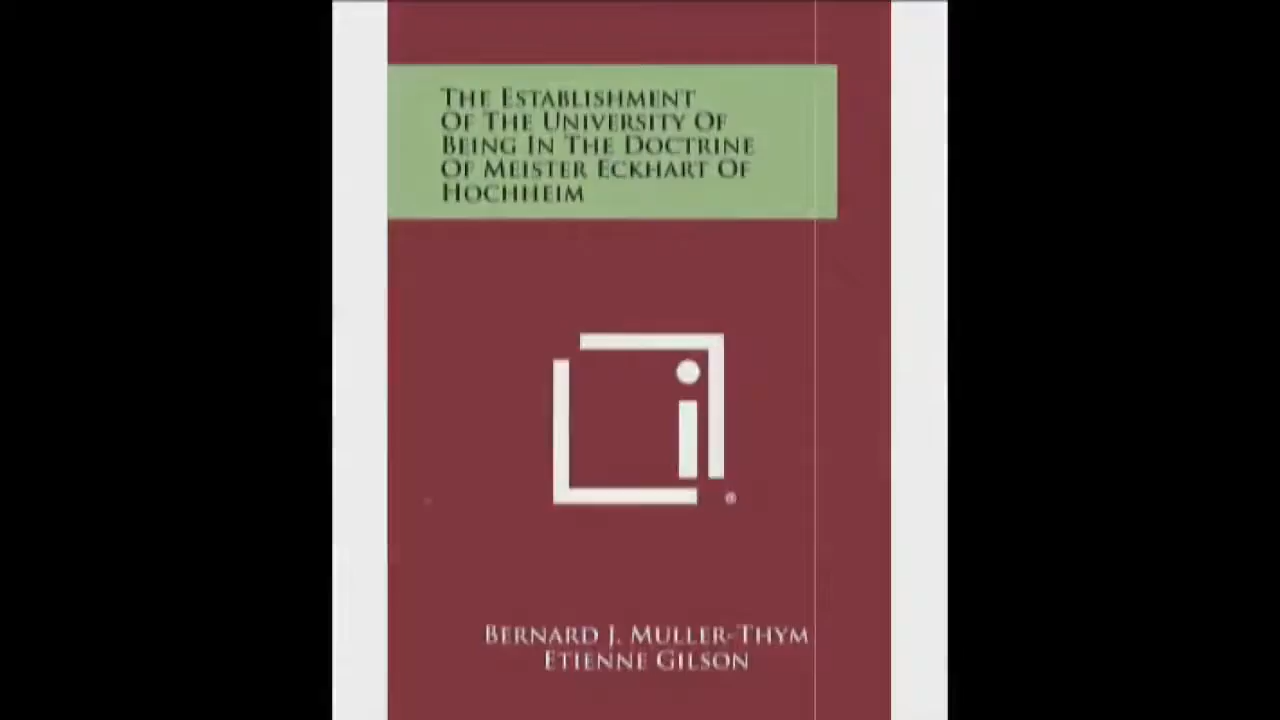 The Establishment
Of The University Of
Being In The Doctrine
Of Meister Eckhart Of
Hochheim
i
®
Bernard J. Muller-Thym
Etienne Gilson